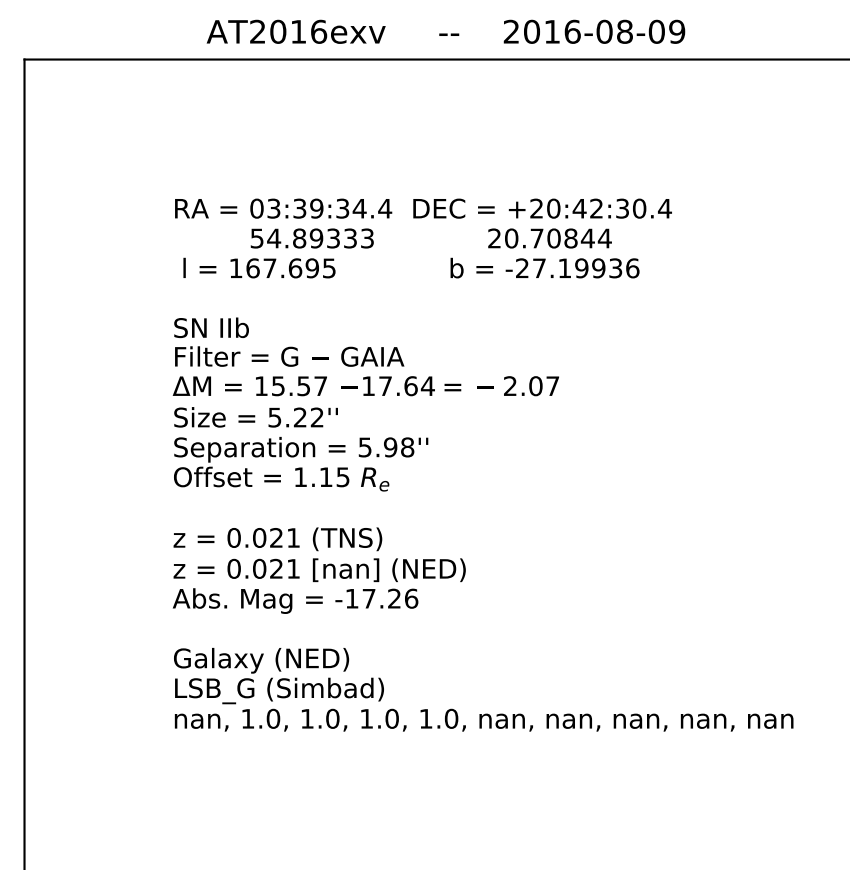 AT2016exv -- 2016-08-09
RA = 03:39:34.4 DEC = +20:42:30.4
54.89333 20.70844
l = 167.695 b = -27.19936
SN IIb
Filter = G − GAIA
ΔM = 15.57 −17.64 = − 2.07
Size = 5.22''
Separation = 5.98''
Offset = 1.15 Rₑ
z = 0.021 (TNS)
z = 0.021 [nan] (NED)
Abs. Mag = -17.26
Galaxy (NED)
LSB_G (Simbad)
nan, 1.0, 1.0, 1.0, 1.0, nan, nan, nan, nan, nan